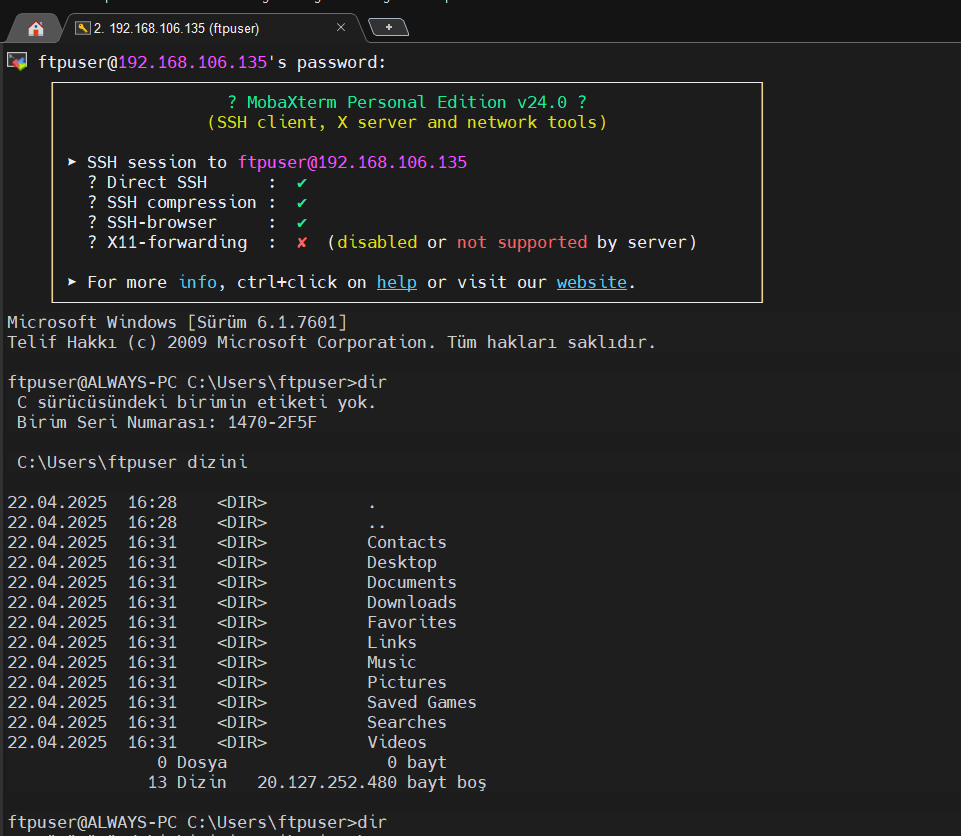 2. 192.168.106.135 (ftpuser)
ftpuser@192.168.106.135's password:
? MobaXterm Personal Edition v24.0 ?
(SSH client, X server and network tools)
➤ SSH session to ftpuser@192.168.106.135
? Direct SSH : ✔
? SSH compression : ✔
? SSH-browser : ✔
? X11-forwarding : ✘ (disabled or not supported by server)
➤ For more info, ctrl+click on help or visit our website.
Microsoft Windows [Sürüm 6.1.7601]
Telif Hakkı (c) 2009 Microsoft Corporation. Tüm hakları saklıdır.
ftpuser@ALWAYS-PC C:\Users\ftpuser>dir
C sürücüsündeki birimin etiketi yok.
Birim Seri Numarası: 1470-2F5F
C:\Users\ftpuser dizini
22.04.2025 16:28 <DIR> .
22.04.2025 16:28 <DIR> ..
22.04.2025 16:31 <DIR> Contacts
22.04.2025 16:31 <DIR> Desktop
22.04.2025 16:31 <DIR> Documents
22.04.2025 16:31 <DIR> Downloads
22.04.2025 16:31 <DIR> Favorites
22.04.2025 16:31 <DIR> Links
22.04.2025 16:31 <DIR> Music
22.04.2025 16:31 <DIR> Pictures
22.04.2025 16:31 <DIR> Saved Games
22.04.2025 16:31 <DIR> Searches
22.04.2025 16:31 <DIR> Videos
0 Dosya 0 bayt
13 Dizin 20.127.252.480 bayt boş
ftpuser@ALWAYS-PC C:\Users\ftpuser>dir